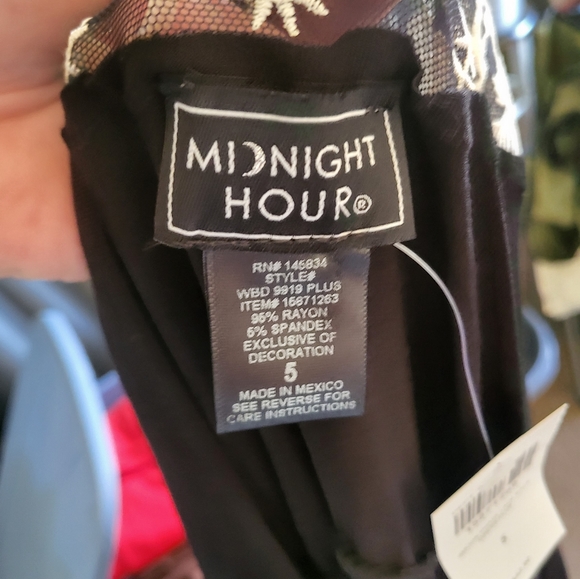 MIDNIGHT
HOUR®
RN# 145834
STYLE#
WBD 9919 PLUS
ITEM# 15871263
95% RAYON
5% SPANDEX
EXCLUSIVE OF
DECORATION
5
MADE IN MEXICO
SEE REVERSE FOR
CARE INSTRUCTIONS